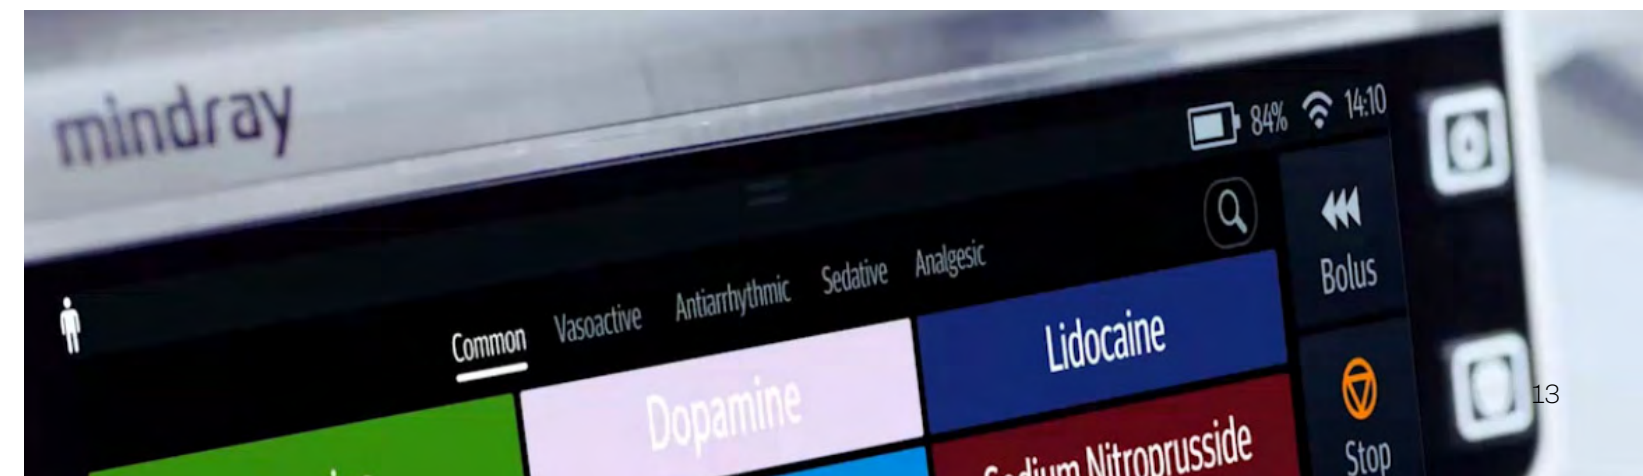 mindray
84% 14:10
Common Vasoactive Antiarrhythmic Sedative Analgesic
Bolus
Lidocaine
Dopamine
Sodium Nitroprusside
Stop
13